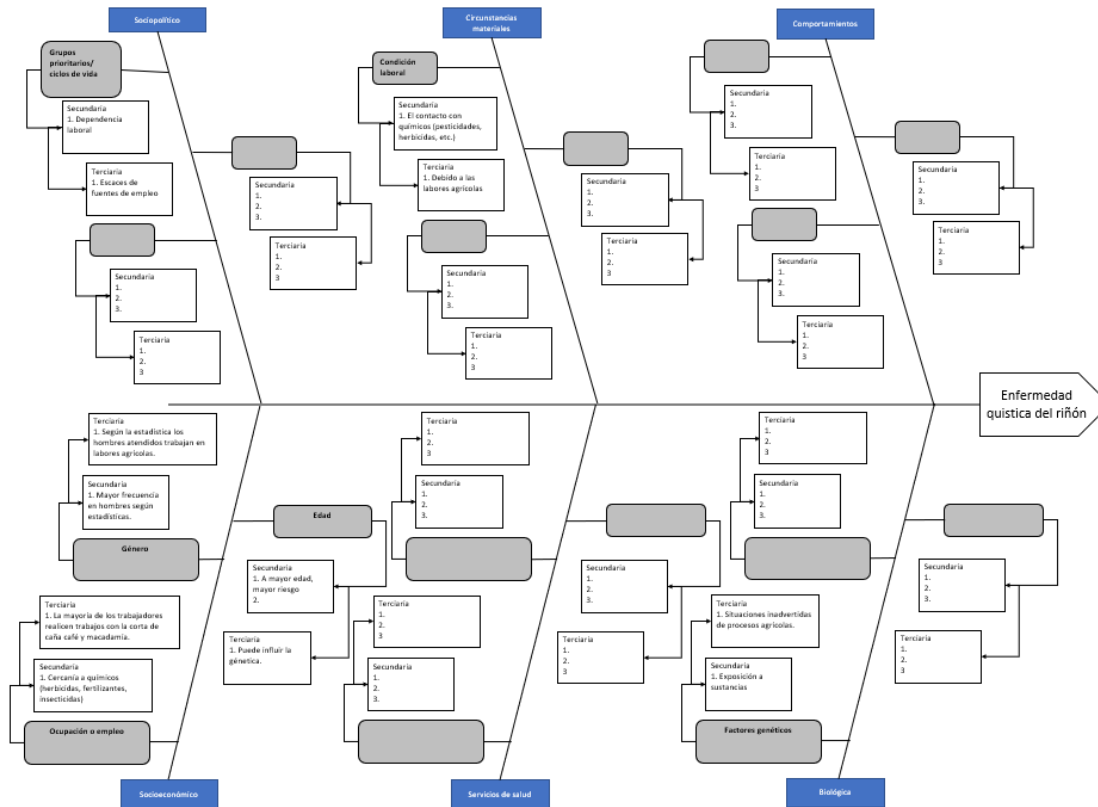 Sociopolítico
Circunstancias
materiales
Comportamientos
Grupos
prioritarios/
ciclos de vida
Secundaria
1. Dependencia
laboral
Terciaria
1. Escaces de
fuentes de empleo
Secundaria
1.
2.
3.
Terciaria
1.
2.
3
Secundaria
1.
2.
3.
Terciaria
1.
2.
3
Condición
laboral
Secundaria
1. El contacto con
químicos (pesticidades,
herbicidas, etc.)
Terciaria
1. Debido a las
labores agrícolas
Secundaria
1.
2.
3.
Terciaria
1.
2.
3
Secundaria
1.
2.
3.
Terciaria
1.
2.
3
Secundaria
1.
2.
3.
Terciaria
1.
2.
3
Secundaria
1.
2.
3.
Terciaria
1.
2.
3
Secundaria
1.
2.
3.
Terciaria
1.
2.
3
Enfermedad
quistica del riñón
Terciaria
1. Según la estadística los
hombres atendidos trabajan en
labores agrícolas.
Secundaria
1. Mayor frecuencia
en hombres según
estadísticas.
Género
Edad
Secundaria
1. A mayor edad,
mayor riesgo
2.
Terciaria
1. Puede influir la
génetica.
Terciaria
1. La mayoría de los trabajadores
realicen trabajos con la corta de
caña café y macadamía.
Secundaria
1. Cercanía a químicos
(herbicidas, fertilizantes,
insecticidas)
Ocupación o empleo
Socioeconómico
Terciaria
1.
2.
3
Secundaria
1.
2.
3.
Secundaria
1.
2.
3.
Terciaria
1.
2.
3
Terciaria
1.
2.
3
Secundaria
1.
2.
3.
Servicios de salud
Terciaria
1.
2.
3
Secundaria
1.
2.
3.
Secundaria
1.
2.
3.
Terciaria
1.
2.
3
Terciaria
1. Situaciones inadvertidas
de procesos agrícolas.
Secundaria
1. Exposición a
sustancias
Factores genéticos
Biológica